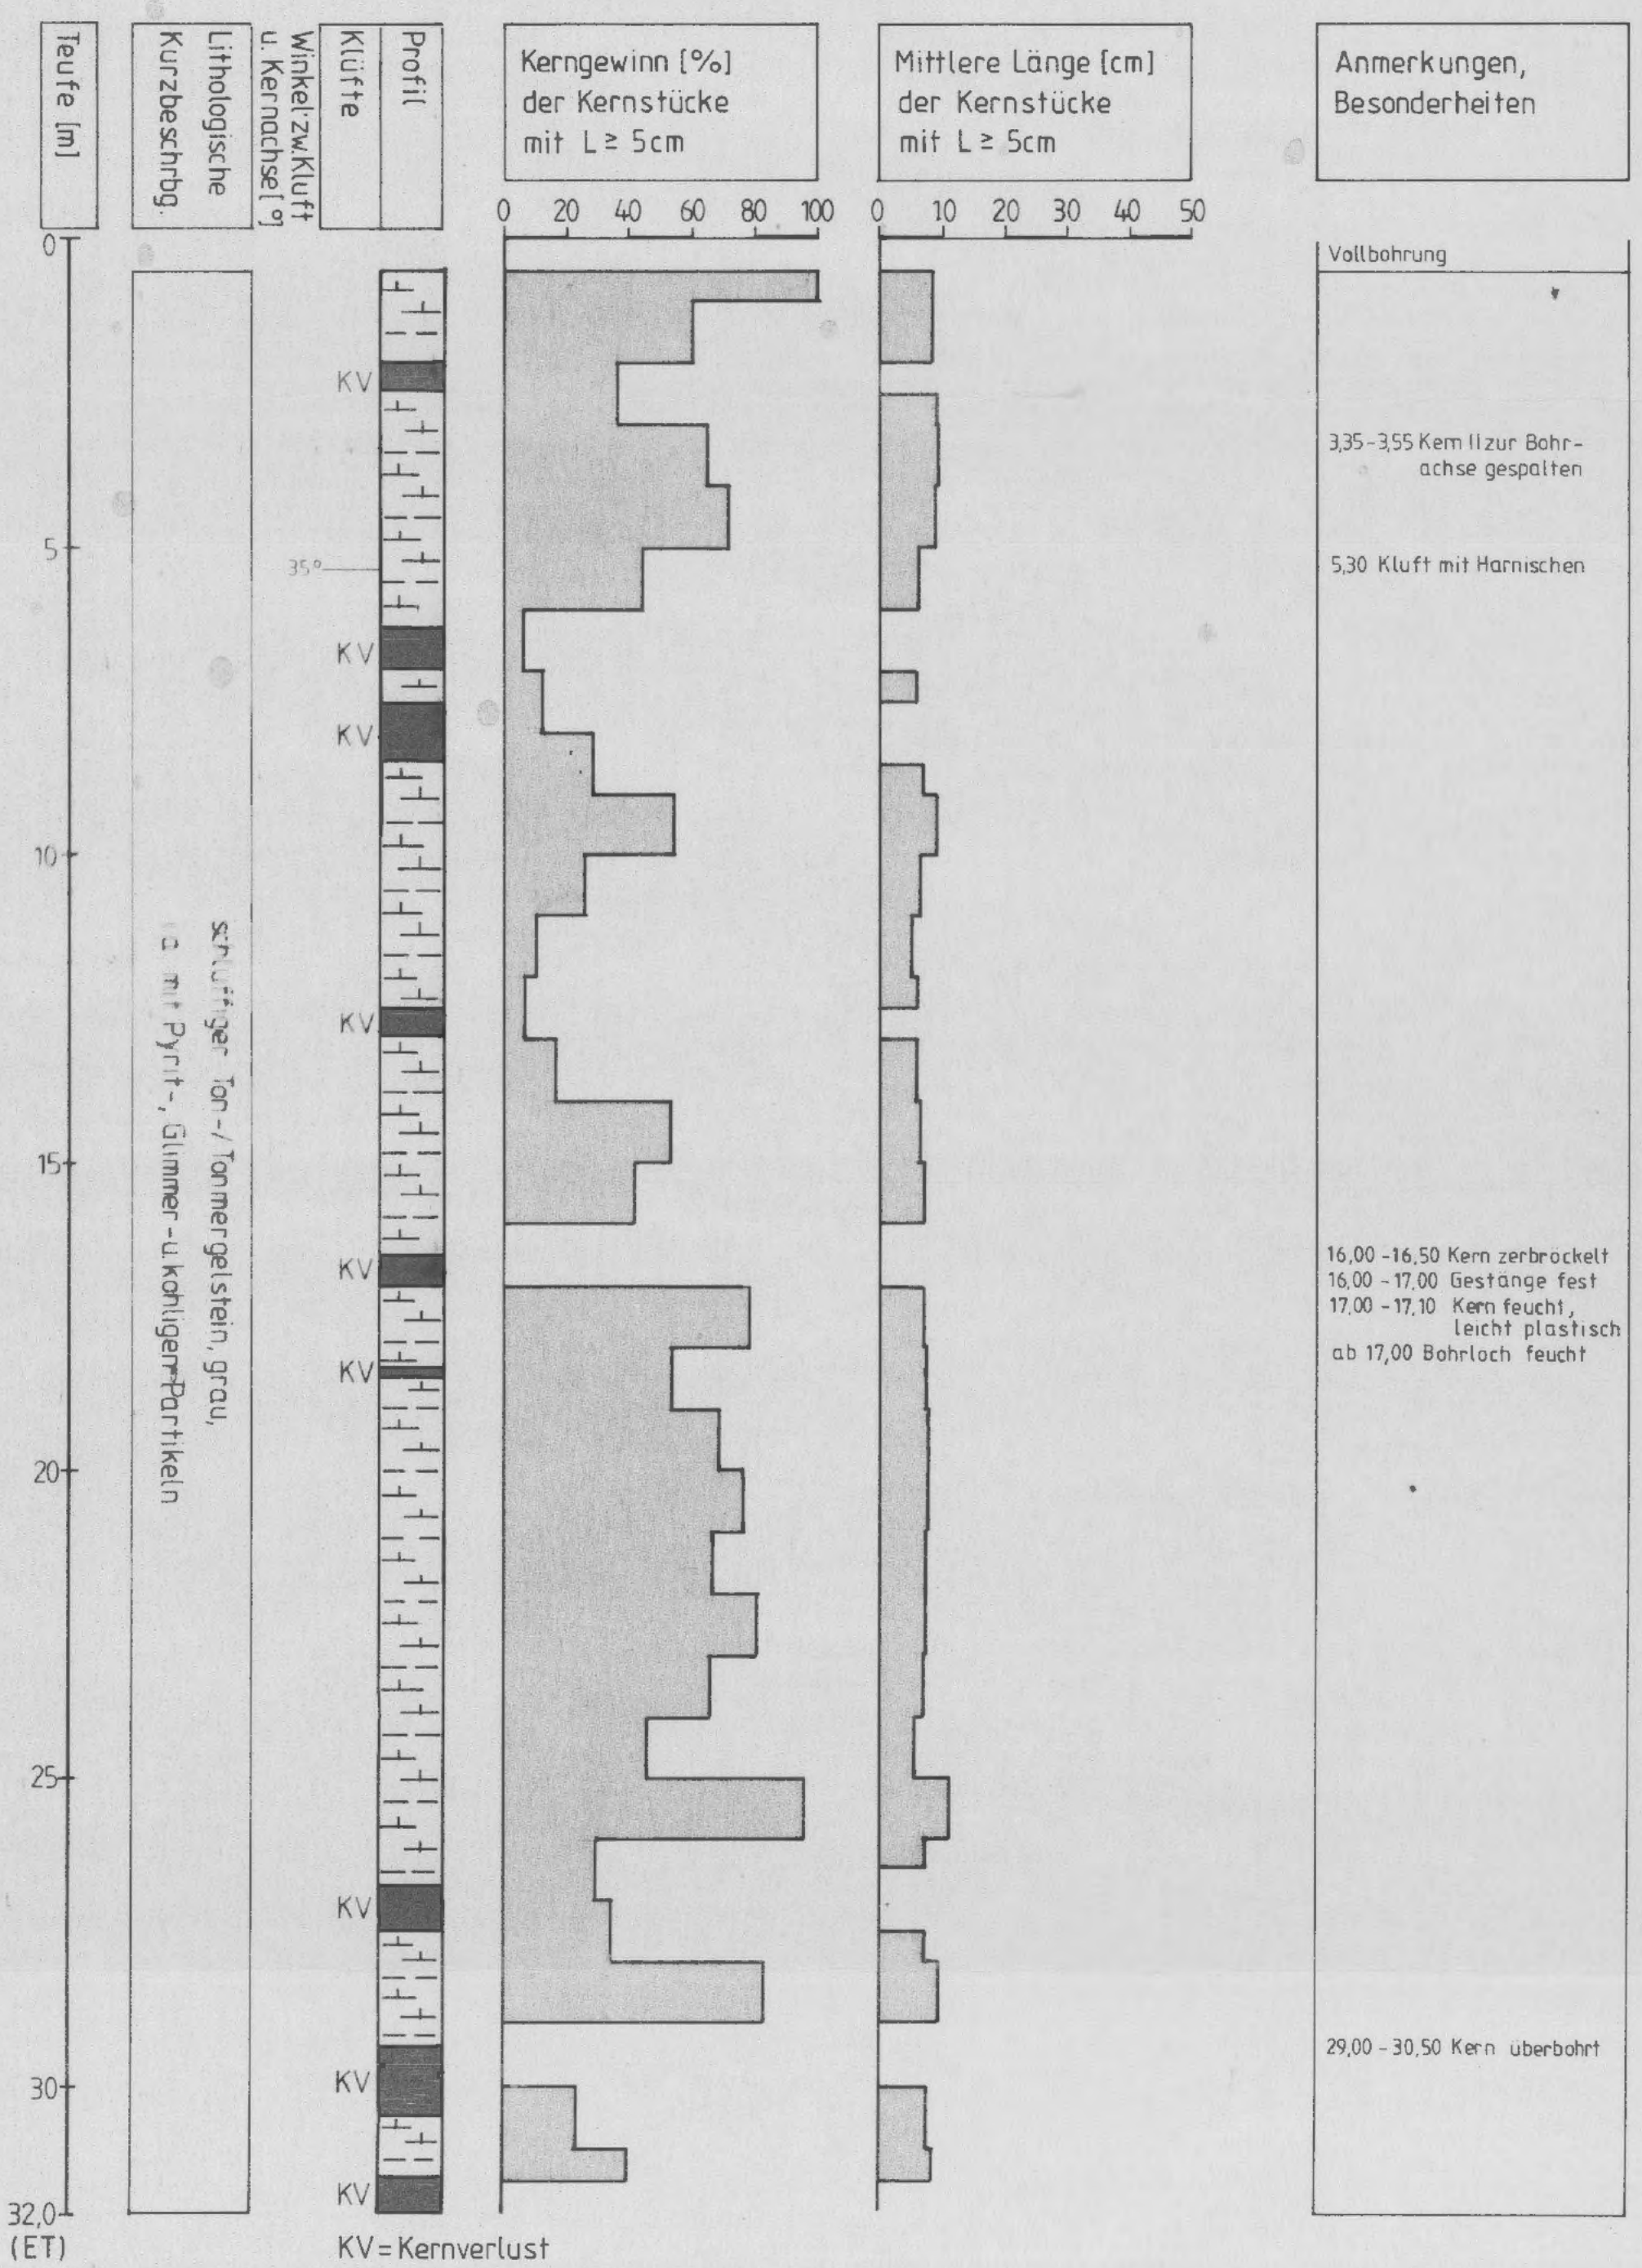 Teufe [m]
Lithologische
Kurzbeschrbg.
Winkel zw. Kluft
u. Kernachse [°]
Klüfte
Profil
Kerngewinn [%]
der Kernstücke
mit L ≥ 5cm
Mittlere Länge [cm]
der Kernstücke
mit L ≥ 5cm
Anmerkungen,
Besonderheiten
0 20 40 60 80 100
0 10 20 30 40 50
0
Vollbohrung
KV
3,35-3,55 Kern II zur Bohr-
achse gespalten
5
35°
5,30 Kluft mit Harnischen
KV
KV
10
schluffiger Ton-/Tonmergelstein, grau,
mit Pyrit-, Glimmer-u.kohligen Partikeln
KV
15
KV
16,00-16,50 Kern zerbröckelt
16,00-17,00 Gestänge fest
17,00-17,10 Kern feucht,
leicht plastisch
ab 17,00 Bohrloch feucht
KV
20
25
KV
29,00-30,50 Kern überbohrt
30
KV
KV
32,0
(ET)
KV=Kernverlust